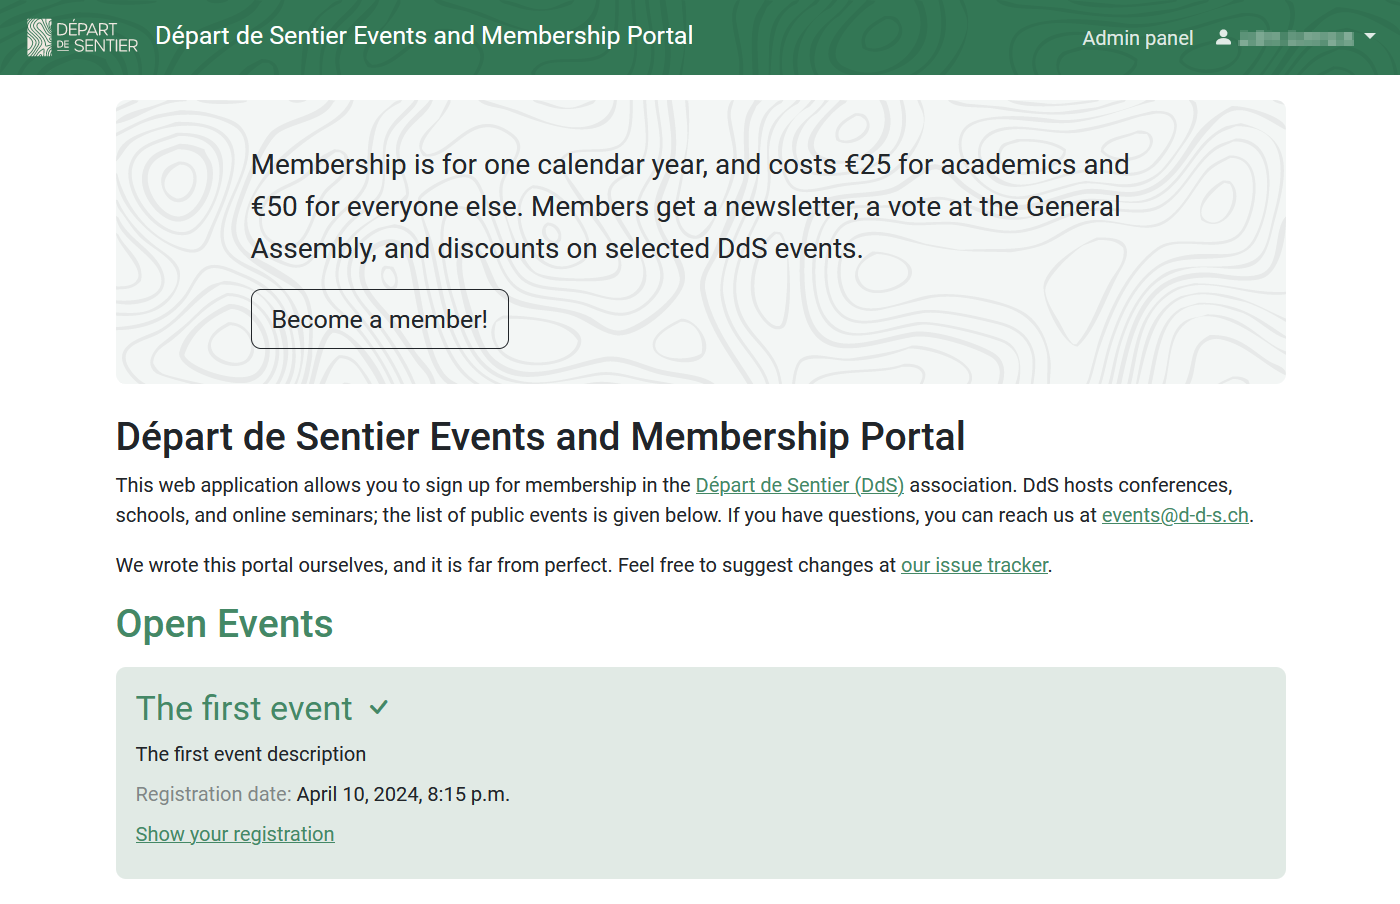 DÉPART
DE SENTIER
Départ de Sentier Events and Membership Portal
Admin panel
Membership is for one calendar year, and costs €25 for academics and
€50 for everyone else. Members get a newsletter, a vote at the General
Assembly, and discounts on selected DdS events.
Become a member!
Départ de Sentier Events and Membership Portal
This web application allows you to sign up for membership in the Départ de Sentier (DdS) association. DdS hosts conferences,
schools, and online seminars; the list of public events is given below. If you have questions, you can reach us at events@d-d-s.ch.
We wrote this portal ourselves, and it is far from perfect. Feel free to suggest changes at our issue tracker.
Open Events
The first event
The first event description
Registration date: April 10, 2024, 8:15 p.m.
Show your registration